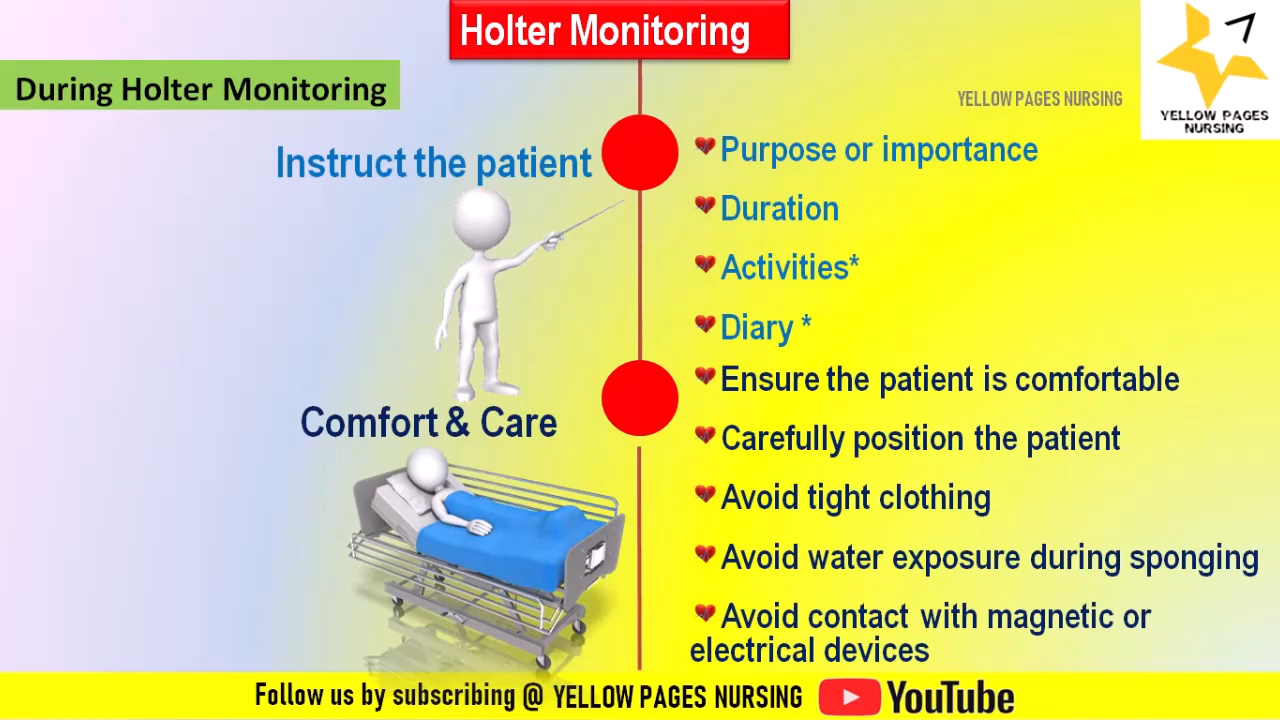 Holter Monitoring
During Holter Monitoring
YELLOW PAGES NURSING
YELLOW PAGES
NURSING
Instruct the patient
Purpose or importance
Duration
Activities*
Diary *
Comfort & Care
Ensure the patient is comfortable
Carefully position the patient
Avoid tight clothing
Avoid water exposure during sponging
Avoid contact with magnetic or
electrical devices
Follow us by subscribing @ YELLOW PAGES NURSING YouTube